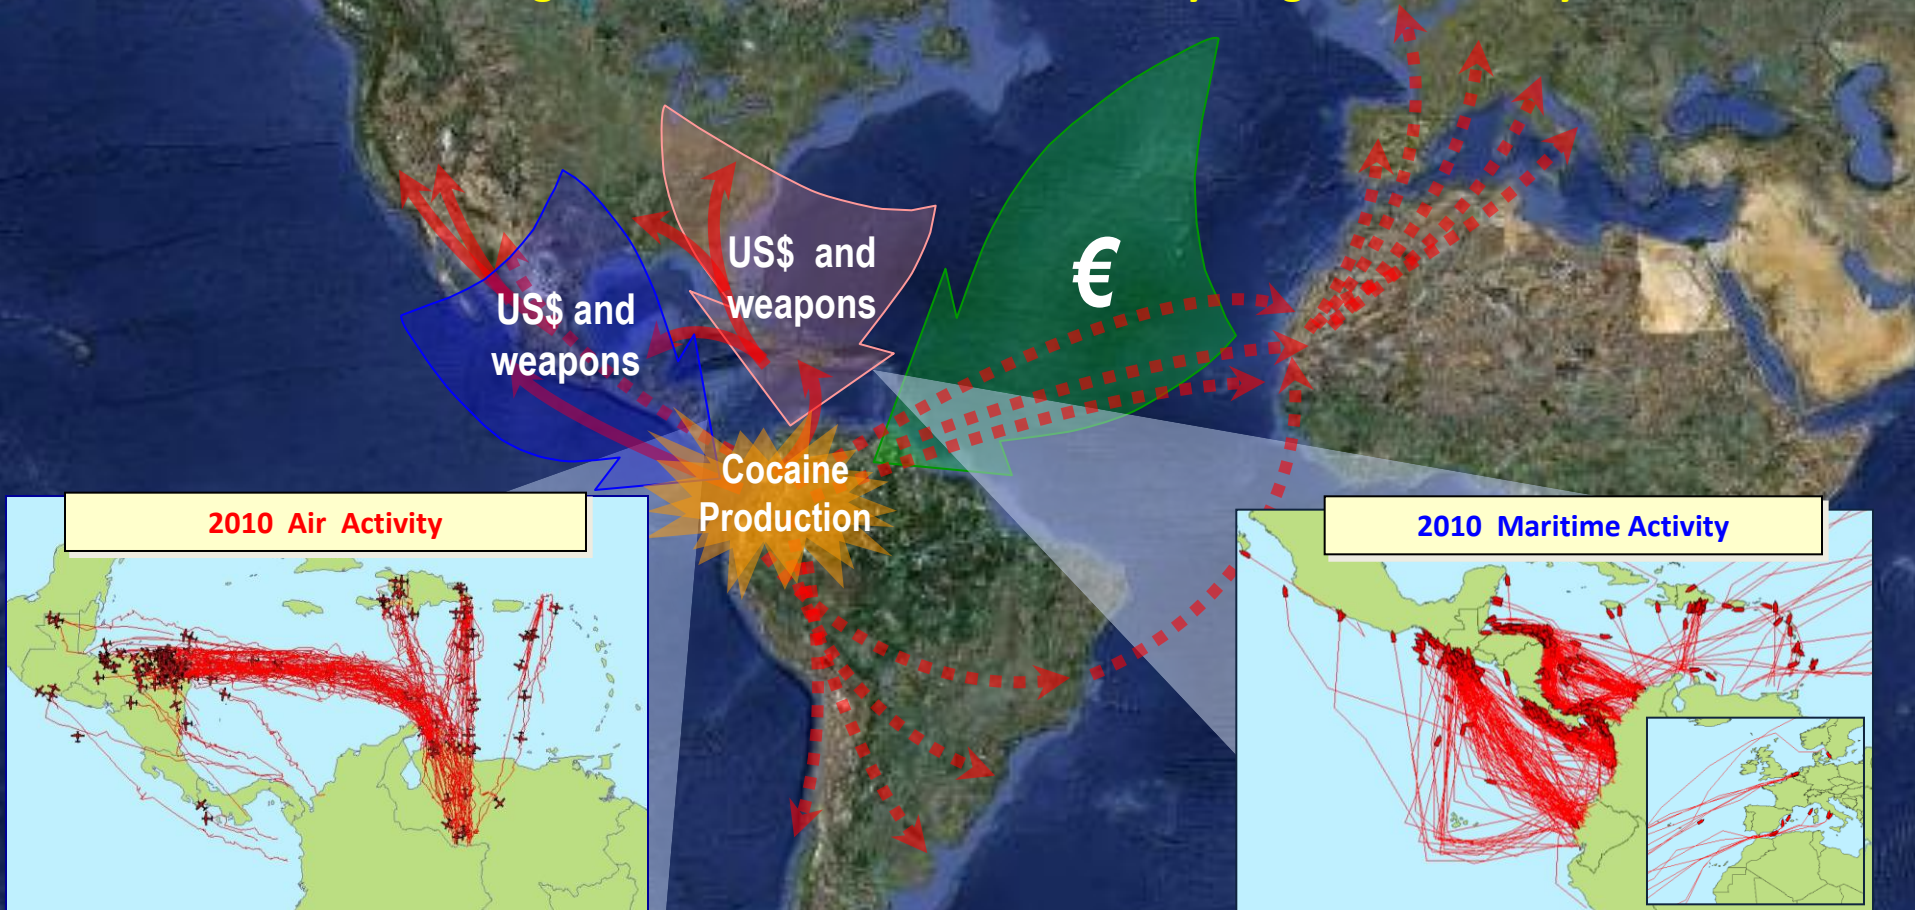 €
US$ and
weapons
US$ and
weapons
Cocaine
Production
2010 Air Activity
2010 Maritime Activity